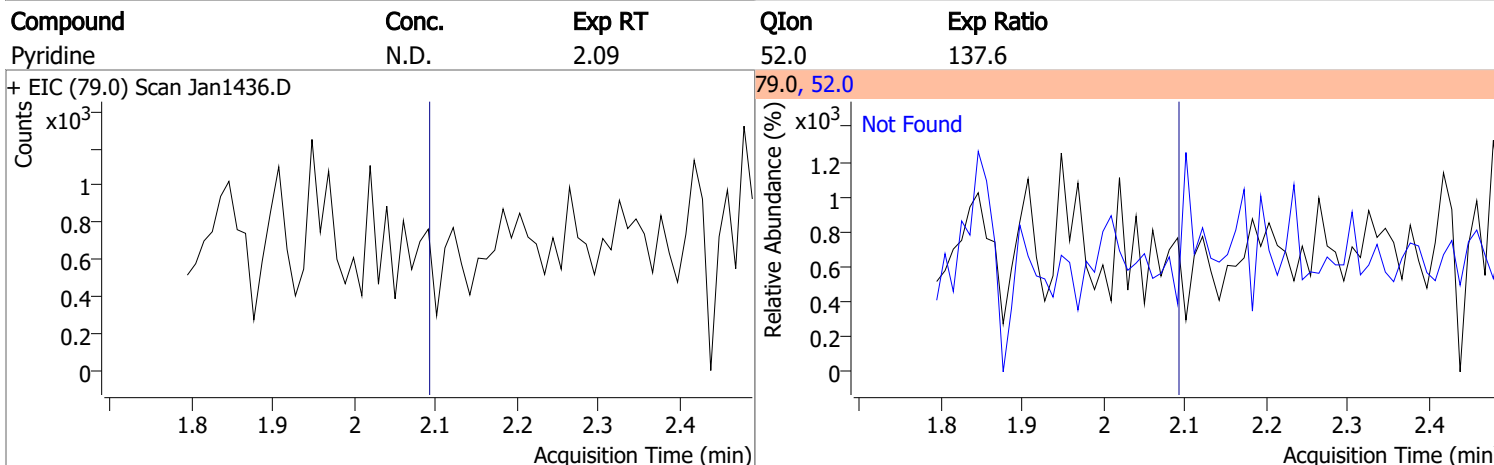 Compound Conc. Exp RT QIon Exp Ratio
Pyridine N.D. 2.09 52.0 137.6
+ EIC (79.0) Scan Jan1436.D
Counts
x10³
1
0.8
0.6
0.4
0.2
0
1.8 1.9 2 2.1 2.2 2.3 2.4
Acquisition Time (min)
79.0, 52.0
Relative Abundance (%)
x10³
Not Found
1.2
1
0.8
0.6
0.4
0.2
0
1.8 1.9 2 2.1 2.2 2.3 2.4
Acquisition Time (min